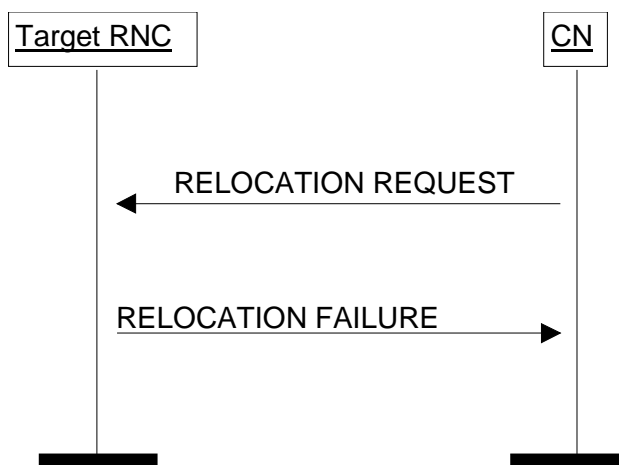 Target RNC
CN
RELOCATION REQUEST
RELOCATION FAILURE